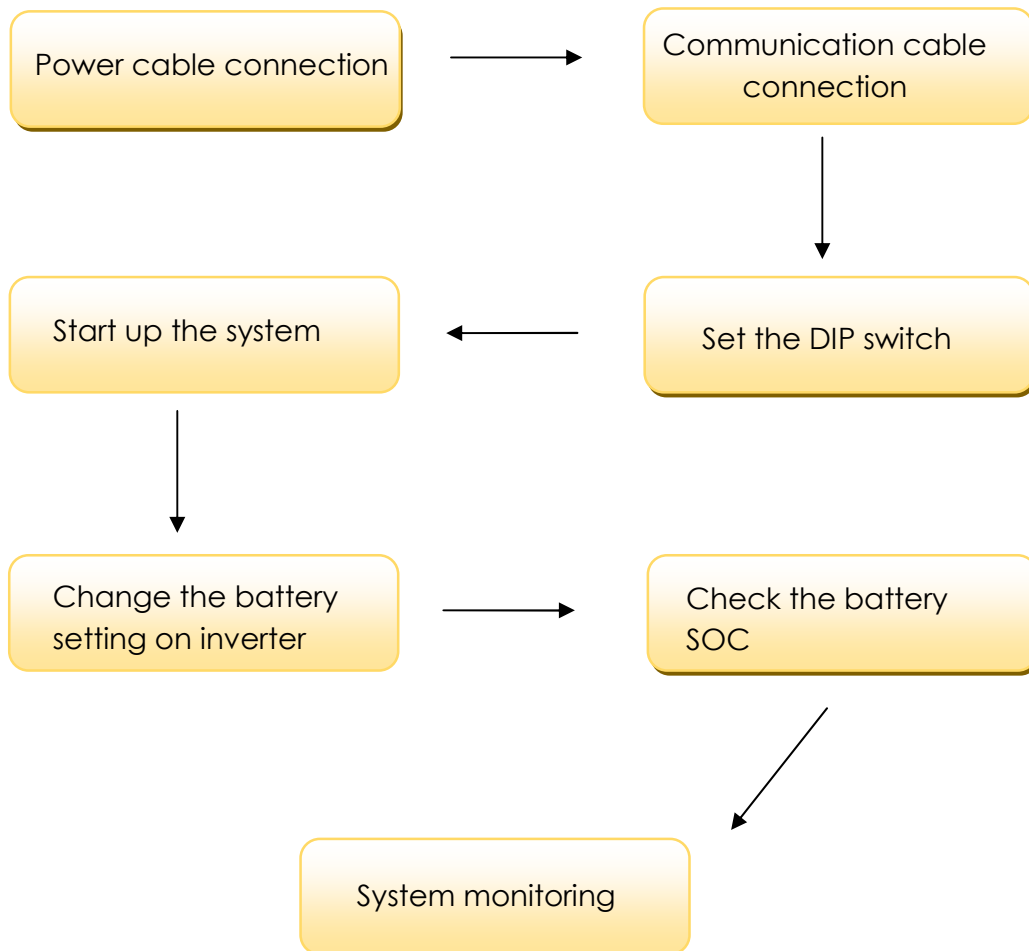 Power cable connection
Communication cable
connection
Set the DIP switch
Start up the system
Change the battery
setting on inverter
Check the battery
SOC
System monitoring